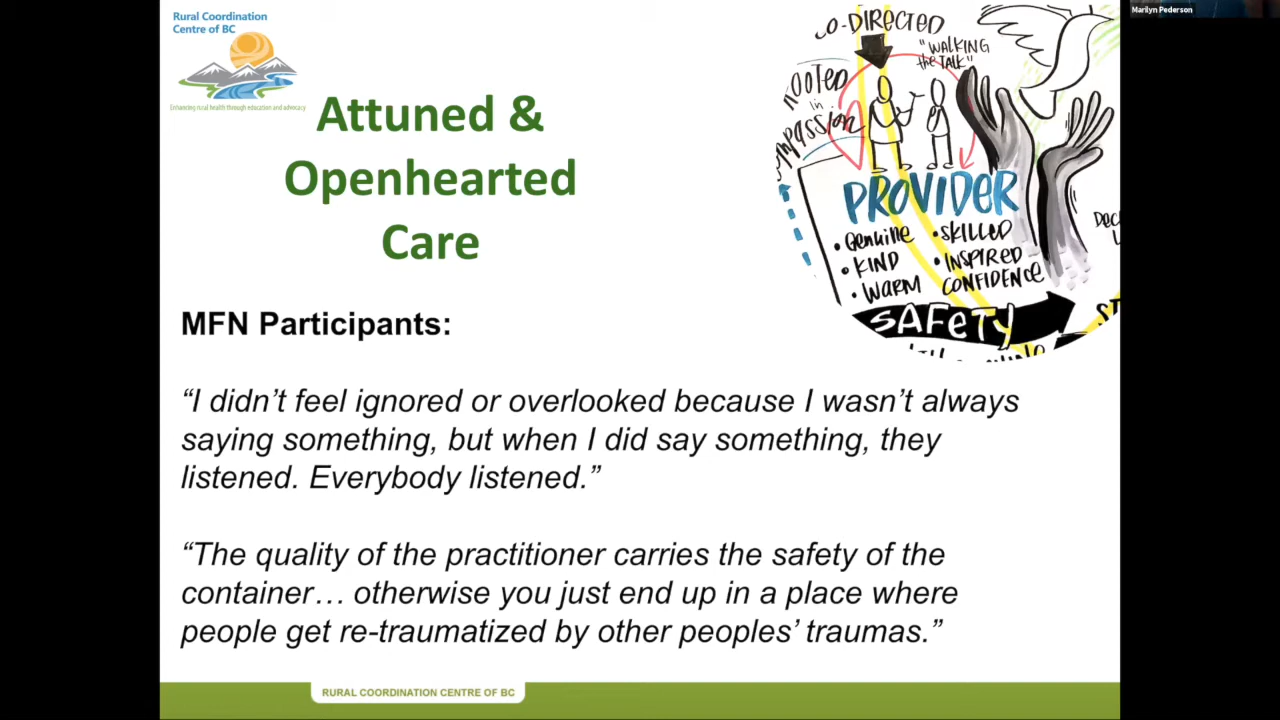 Marilyn Pederson
Rural Coordination
Centre of BC
Enhancing rural health through education and advocacy
Attuned &
Openhearted
Care
CO-DIRECTED
"WALKING
the TALK"
ROOTED
in
PROVIDER
• GENUINE
• KIND
• WARM
• SKILLED
• INSPIRED
CONFIDENCE
SAFETY
MFN Participants:
“I didn’t feel ignored or overlooked because I wasn’t always
saying something, but when I did say something, they
listened. Everybody listened.”
“The quality of the practitioner carries the safety of the
container… otherwise you just end up in a place where
people get re-traumatized by other peoples’ traumas.”
RURAL COORDINATION CENTRE OF BC